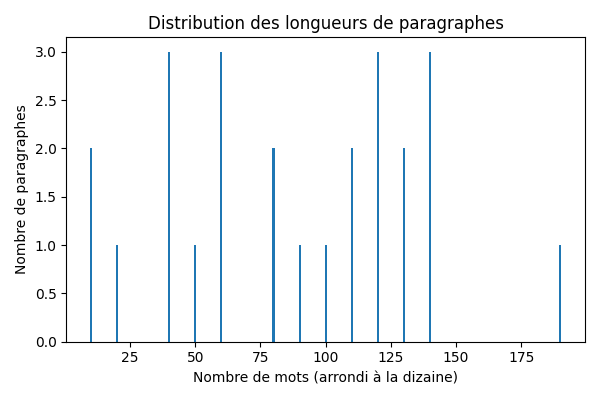 Distribution des longueurs de paragraphes
3.0
2.5
2.0
1.5
1.0
0.5
0.0
Nombre de paragraphes
25 50 75 100 125 150 175
Nombre de mots (arrondi à la dizaine)